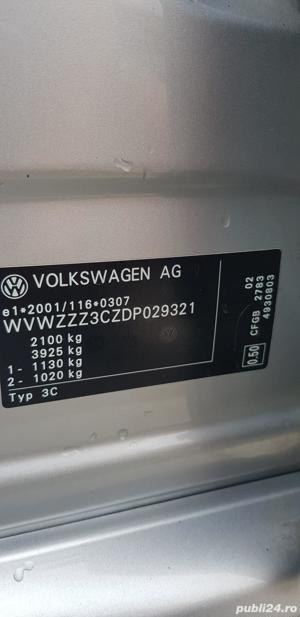 VOLKSWAGEN AG
e1*2001/116*0307
WVWZZZ3CZDP029321
2100 kg
3925 kg
1- 1130 kg
2- 1020 kg
Typ 3C
02
CFGB 2783
4930803
0.50
publi24.ro